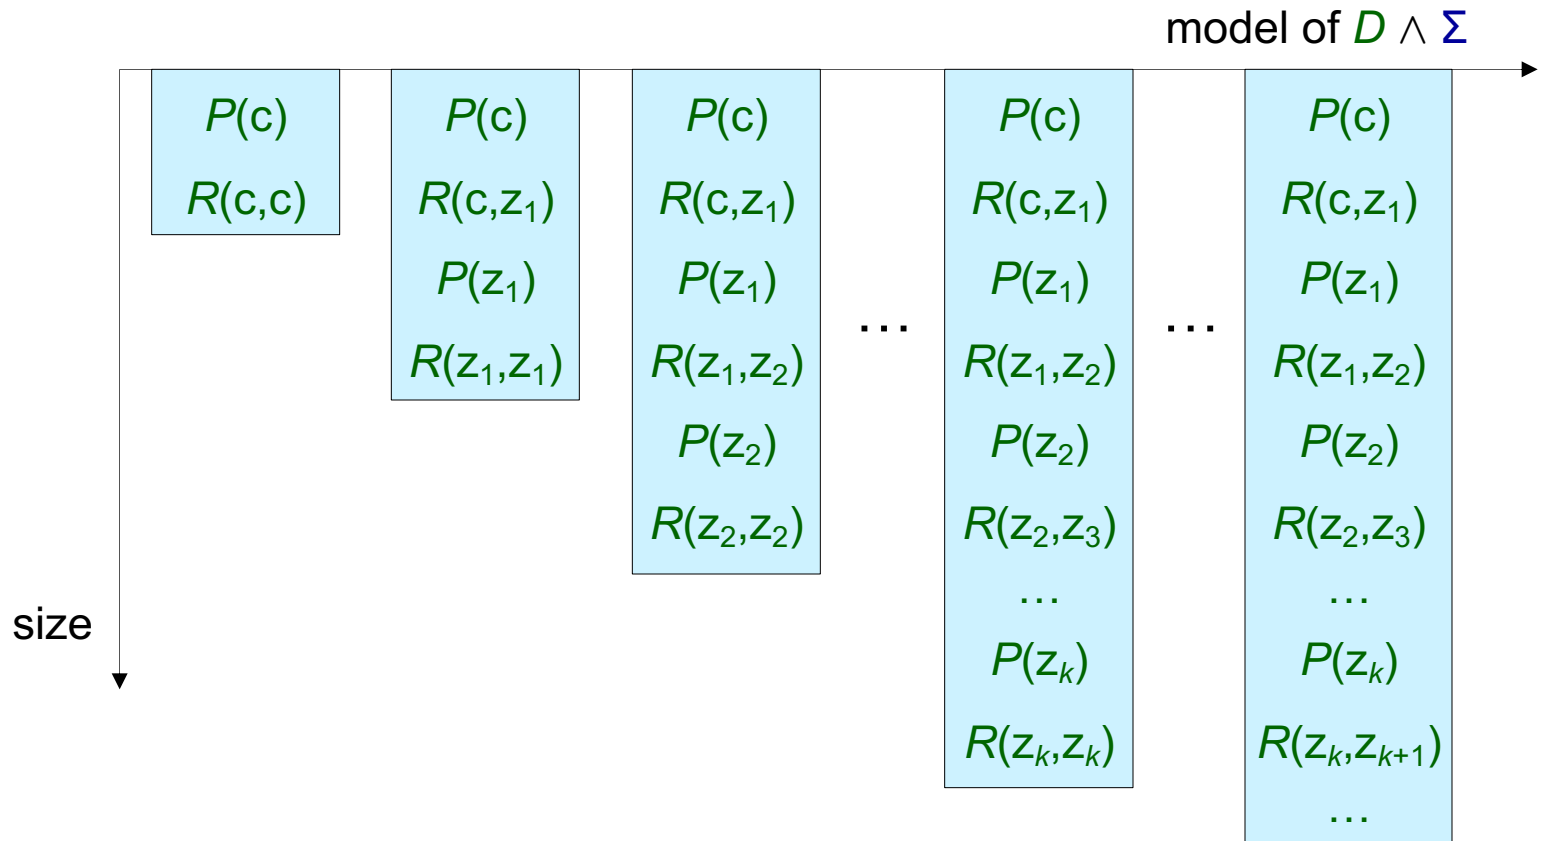 model of D ∧ Σ
P(c)
R(c,c)
P(c)
R(c,z₁)
P(z₁)
R(z₁,z₁)
P(c)
R(c,z₁)
P(z₁)
R(z₁,z₂)
P(z₂)
R(z₂,z₂)
…
P(c)
R(c,z₁)
P(z₁)
R(z₁,z₂)
P(z₂)
R(z₂,z₃)
…
P(zₖ)
R(zₖ,zₖ)
…
P(c)
R(c,z₁)
P(z₁)
R(z₁,z₂)
P(z₂)
R(z₂,z₃)
…
P(zₖ)
R(zₖ,zₖ₊₁)
…
size